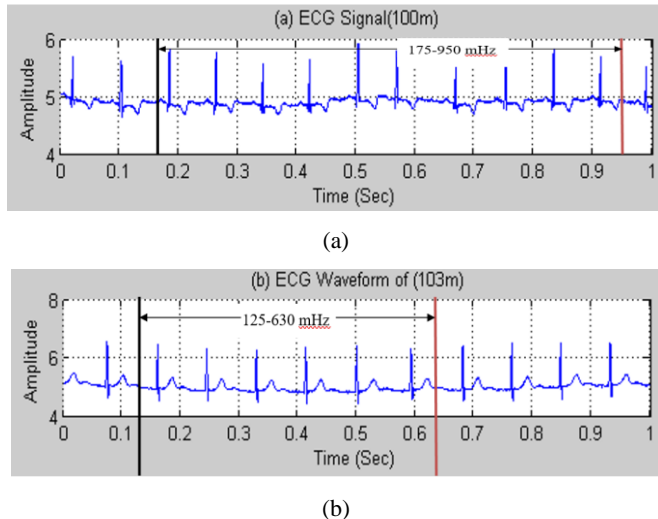 (a) ECG Signal(100m)
6
175-950 mHz
5
Amplitude
4
0 0.1 0.2 0.3 0.4 0.5 0.6 0.7 0.8 0.9 1
Time (Sec)
(a)
(b) ECG Waveform of (103m)
8
125-630 mHz
6
Amplitude
4
0 0.1 0.2 0.3 0.4 0.5 0.6 0.7 0.8 0.9 1
Time (Sec)
(b)